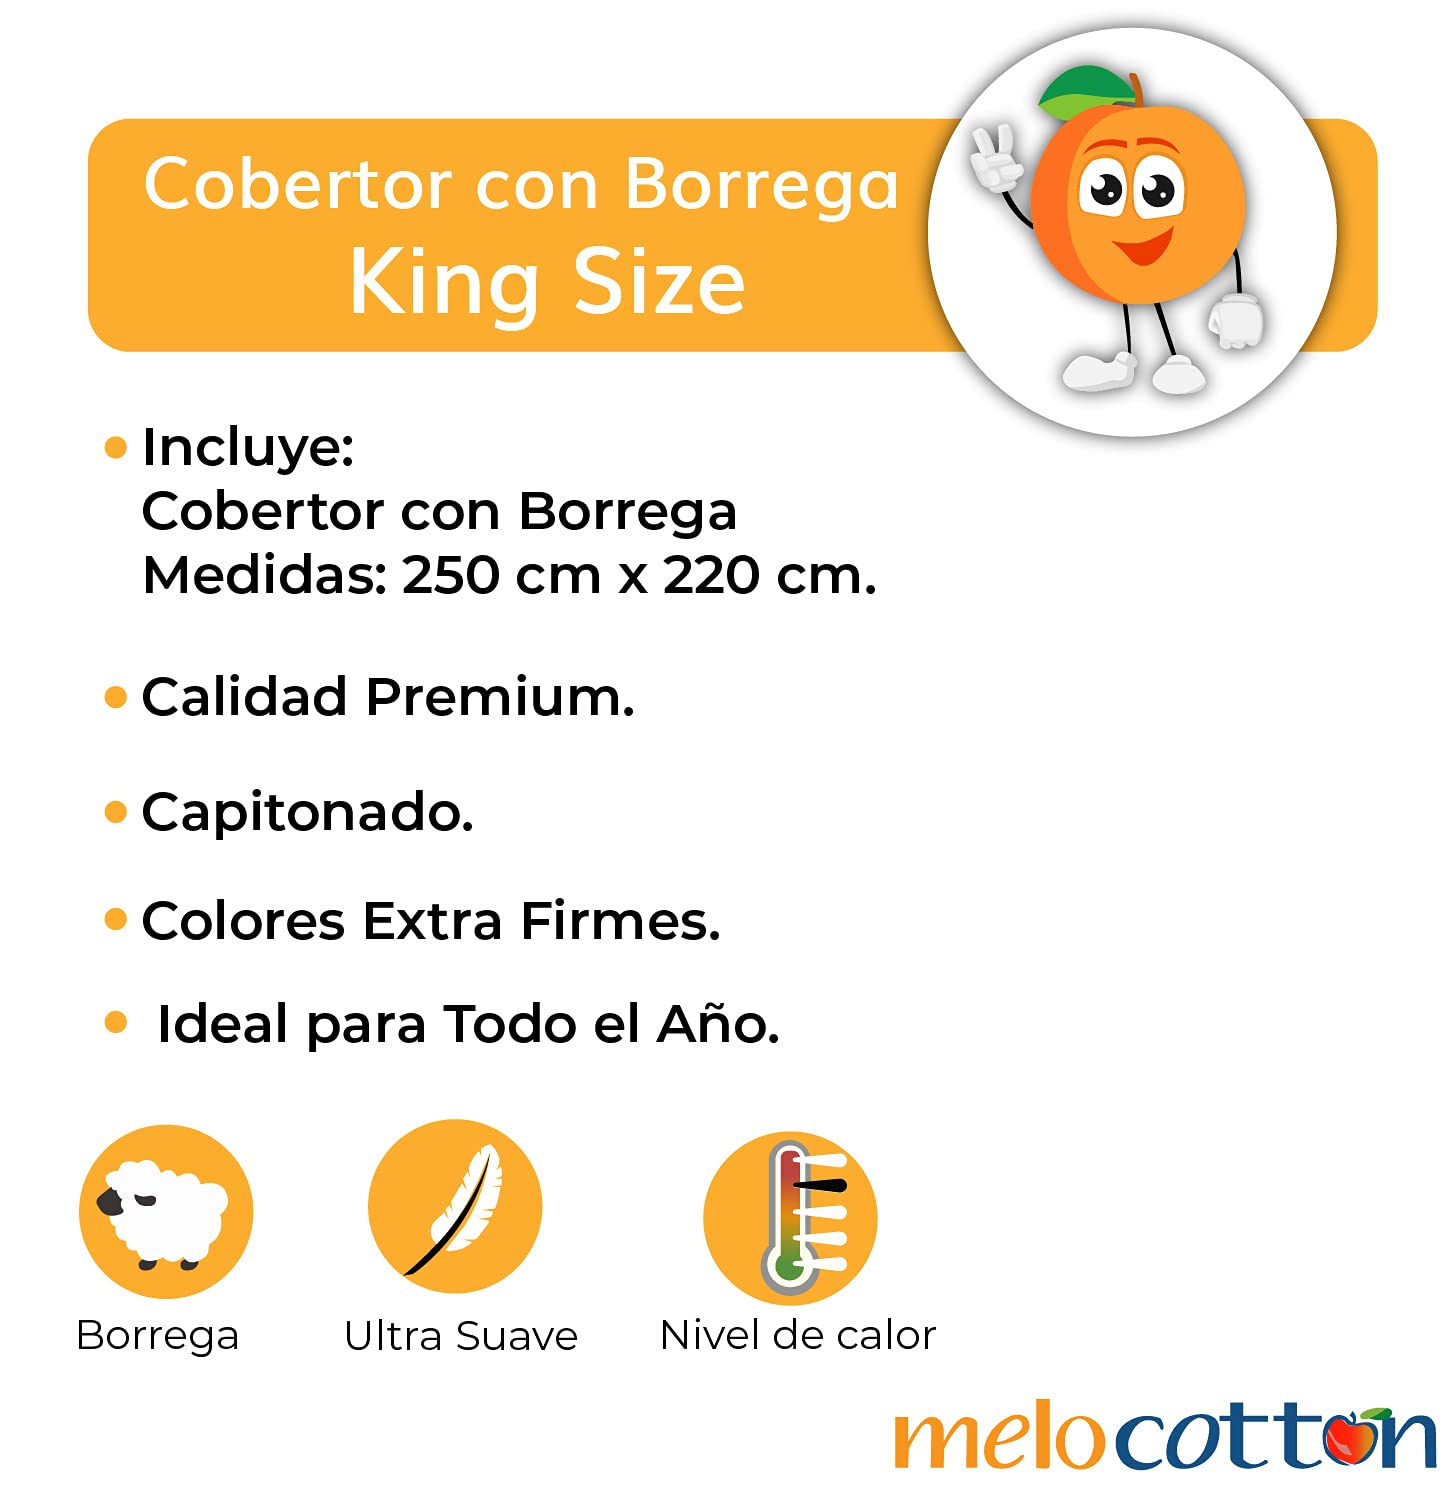 Cobertor con Borrega
King Size
Incluye:
Cobertor con Borrega
Medidas: 250 cm x 220 cm.
Calidad Premium.
Capitonado.
Colores Extra Firmes.
Ideal para Todo el Año.
Borrega
Ultra Suave
Nivel de calor
melocotton